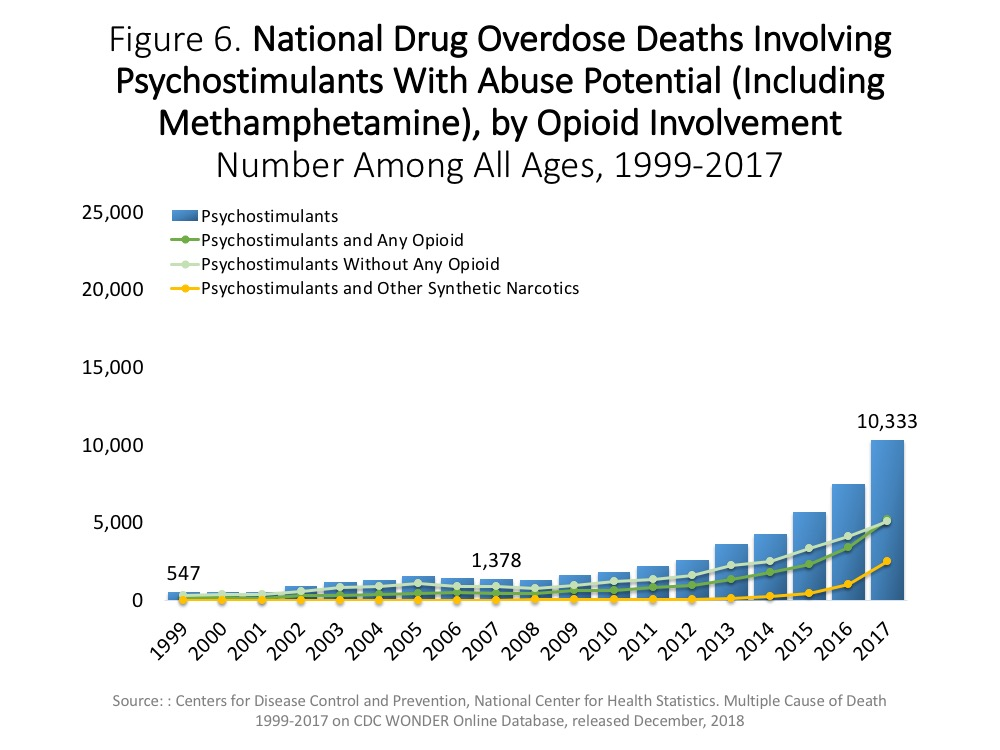 Figure 6. National Drug Overdose Deaths Involving
Psychostimulants With Abuse Potential (Including
Methamphetamine), by Opioid Involvement
Number Among All Ages, 1999-2017
25,000
20,000
15,000
10,000
5,000
0
Psychostimulants
Psychostimulants and Any Opioid
Psychostimulants Without Any Opioid
Psychostimulants and Other Synthetic Narcotics
547
1,378
10,333
1999
2000
2001
2002
2003
2004
2005
2006
2007
2008
2009
2010
2011
2012
2013
2014
2015
2016
2017
Source: : Centers for Disease Control and Prevention, National Center for Health Statistics. Multiple Cause of Death
1999-2017 on CDC WONDER Online Database, released December, 2018